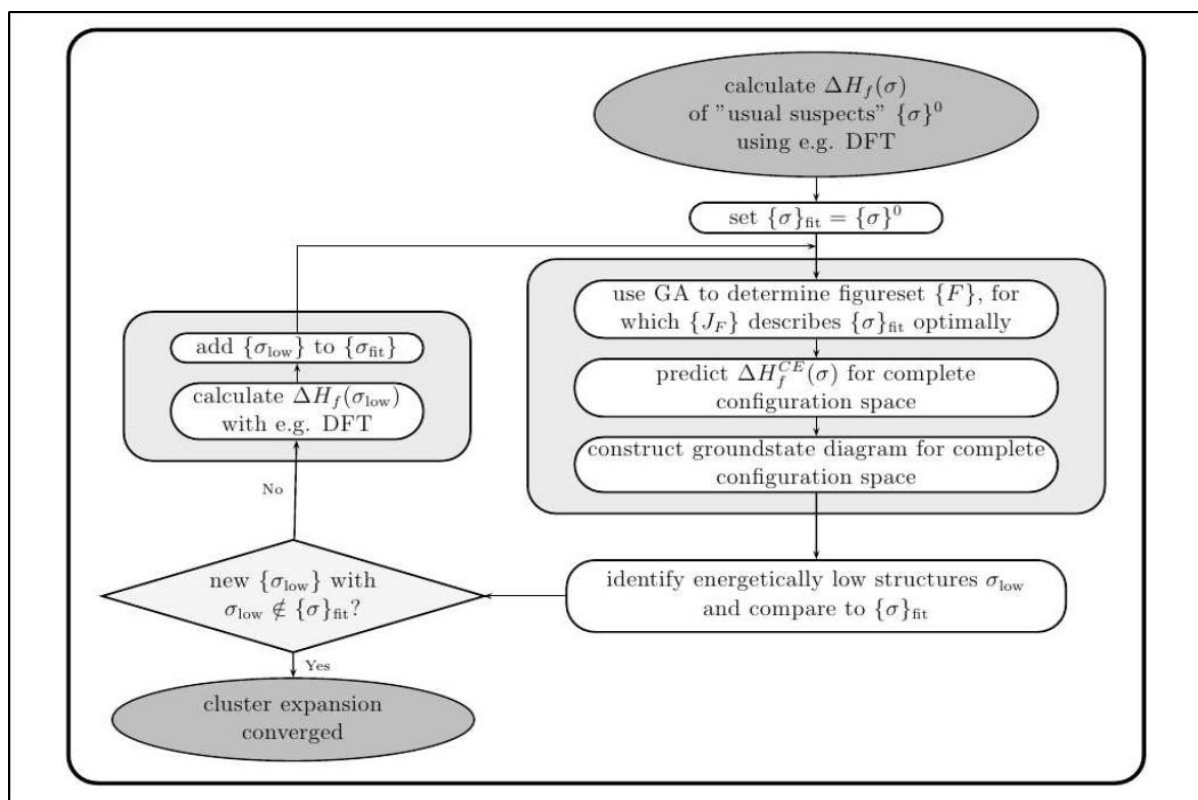 calculate ΔH_f(σ)
of "usual suspects" {σ}^0
using e.g. DFT
set {σ}_fit = {σ}^0
use GA to determine figureset {F}, for
which {J_F} describes {σ}_fit optimally
predict ΔH_f^{CE}(σ) for complete
configuration space
construct groundstate diagram for complete
configuration space
identify energetically low structures σ_low
and compare to {σ}_fit
new {σ_low} with
σ_low ∉ {σ}_fit?
No
calculate ΔH_f(σ_low)
with e.g. DFT
add {σ_low} to {σ_fit}
Yes
cluster expansion
converged